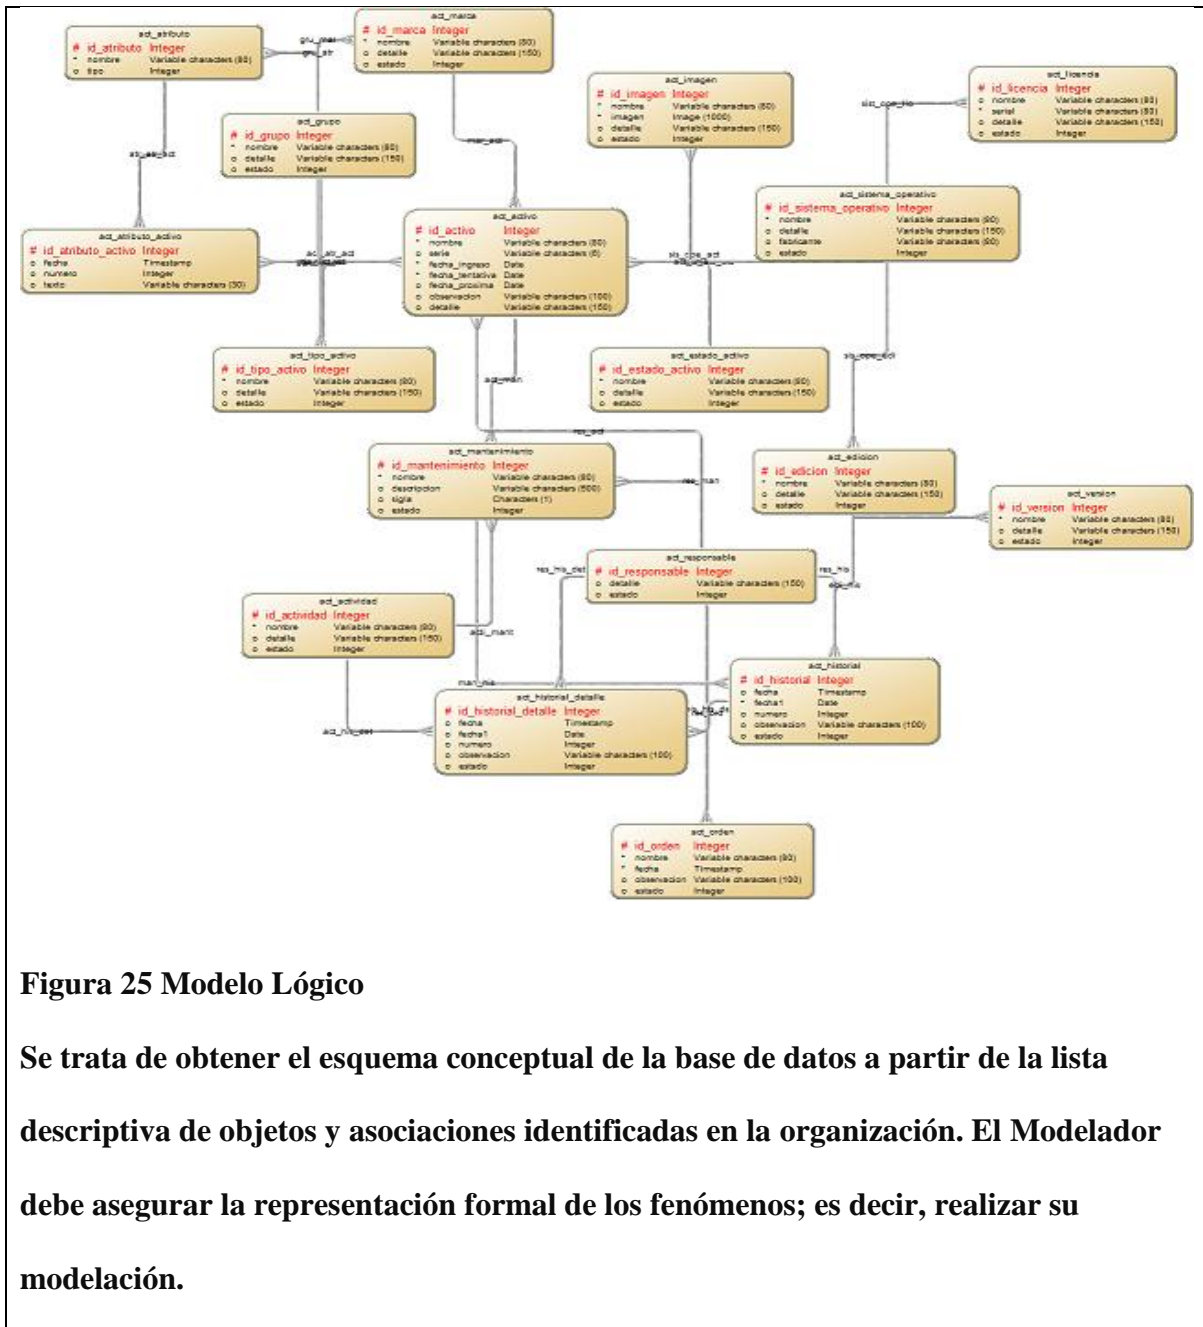 act_atributo
# id_atributo Integer
* nombre Variable characters (80)
o tipo Integer
act_marca
# id_marca Integer
* nombre Variable characters (80)
o detalle Variable characters (150)
o estado Integer
gru_mar
gru_atr
act_grupo
# id_grupo Integer
* nombre Variable characters (80)
o detalle Variable characters (150)
o estado Integer
act_imagen
# id_imagen Integer
* nombre Variable characters (80)
* imagen Image (1000)
o detalle Variable characters (150)
o estado Integer
act_licencia
# id_licencia Integer
o nombre Variable characters (80)
* serial Variable characters (80)
o detalle Variable characters (150)
o estado Integer
mar_act
act_sistema_operativo
# id_sistema_operativo Integer
* nombre Variable characters (80)
o detalle Variable characters (150)
o fabricante Variable characters (80)
o estado Integer
act_atributo_activo
# id_atributo_activo Integer
o fecha Timestamp
o numero Integer
o texto Variable characters (30)
act_activo
# id_activo Integer
* nombre Variable characters (80)
o serie Variable characters (6)
* fecha_ingreso Date
* fecha_tentativa Date
o fecha_proxima Date
o observacion Variable characters (100)
o detalle Variable characters (150)
sis_ope_act
act_tipo_activo
# id_tipo_activo Integer
* nombre Variable characters (80)
o detalle Variable characters (150)
o estado Integer
act_estado_activo
# id_estado_activo Integer
* nombre Variable characters (80)
o detalle Variable characters (150)
o estado Integer
sis_ope_edi
act_man
res_act
act_mantenimiento
# id_mantenimiento Integer
* nombre Variable characters (80)
o descripcion Variable characters (500)
o sigla Characters (1)
o estado Integer
res_man
act_edicion
# id_edicion Integer
* nombre Variable characters (80)
o detalle Variable characters (150)
o estado Integer
act_version
# id_version Integer
* nombre Variable characters (80)
o detalle Variable characters (150)
o estado Integer
act_responsable
# id_responsable Integer
o detalle Variable characters (150)
o estado Integer
res_his_det
res_his
act_actividad
# id_actividad Integer
* nombre Variable characters (80)
o detalle Variable characters (150)
o estado Integer
acti_mant
man_his
act_historial
# id_historial Integer
o fecha Timestamp
* fecha1 Date
o numero Integer
o observacion Variable characters (100)
o estado Integer
act_historial_detalle
# id_historial_detalle Integer
o fecha Timestamp
o fecha1 Date
o numero Integer
o observacion Variable characters (100)
o estado Integer
act_his_det
act_orden
# id_orden Integer
* nombre Variable characters (80)
* fecha Timestamp
o observacion Variable characters (100)
o estado Integer
Figura 25 Modelo Lógico
Se trata de obtener el esquema conceptual de la base de datos a partir de la lista
descriptiva de objetos y asociaciones identificadas en la organización. El Modelador
debe asegurar la representación formal de los fenómenos; es decir, realizar su
modelación.